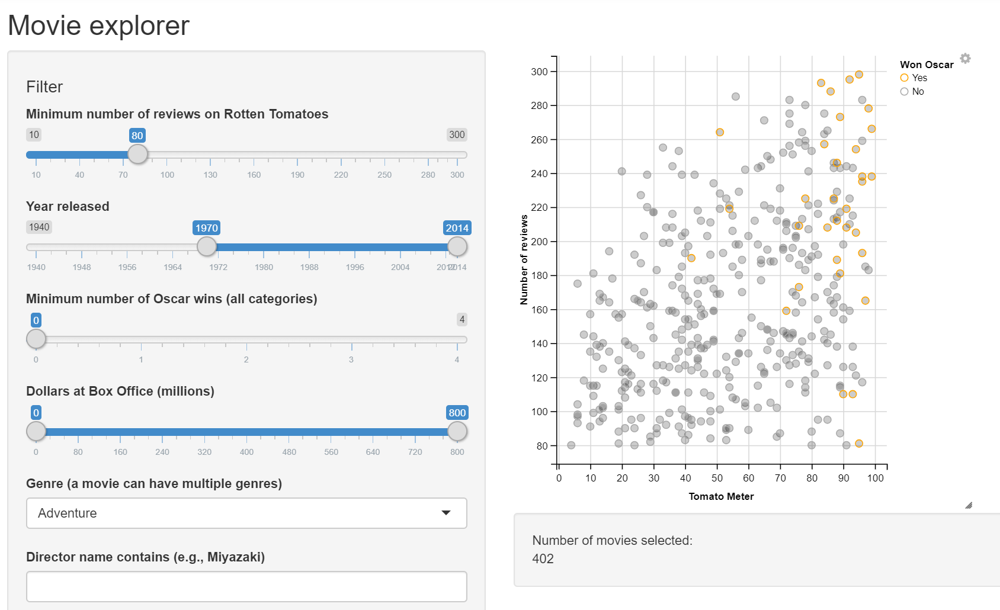 Movie explorer
Filter
Minimum number of reviews on Rotten Tomatoes
10 80 300
10 40 70 100 130 160 190 220 250 280 300
Year released
1940 1970 2014
1940 1948 1956 1964 1972 1980 1988 1996 2004 2012 2014
Minimum number of Oscar wins (all categories)
0 4
0 1 2 3 4
Dollars at Box Office (millions)
0 800
0 80 160 240 320 400 480 560 640 720 800
Genre (a movie can have multiple genres)
Adventure
Director name contains (e.g., Miyazaki)
Won Oscar
Yes
No
Number of reviews
300
280
260
240
220
200
180
160
140
120
100
80
0 10 20 30 40 50 60 70 80 90 100
Tomato Meter
Number of movies selected:
402